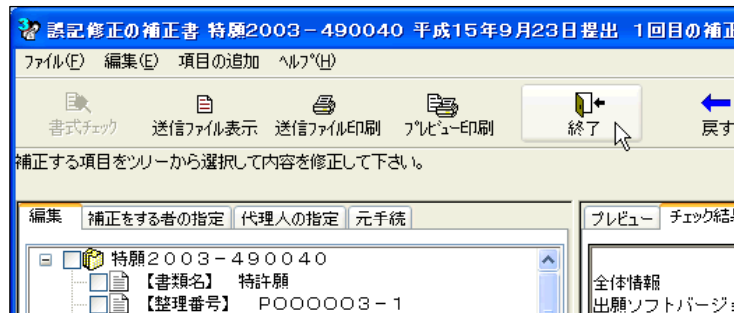 誤記修正の補正書 特願2003-490040 平成15年9月23日提出 1回目の補正
ファイル(F) 編集(E) 項目の追加 ヘルプ(H)
書式チェック 送信ファイル表示 送信ファイル印刷 プレビュー印刷 終了 戻す
補正する項目をツリーから選択して内容を修正して下さい。
編集 補正をする者の指定 代理人の指定 元手続 プレビュー チェック結果
特願2003-490040
【書類名】 特許願 全体情報
【整理番号】 P000003-1 出願ソフトバージョ